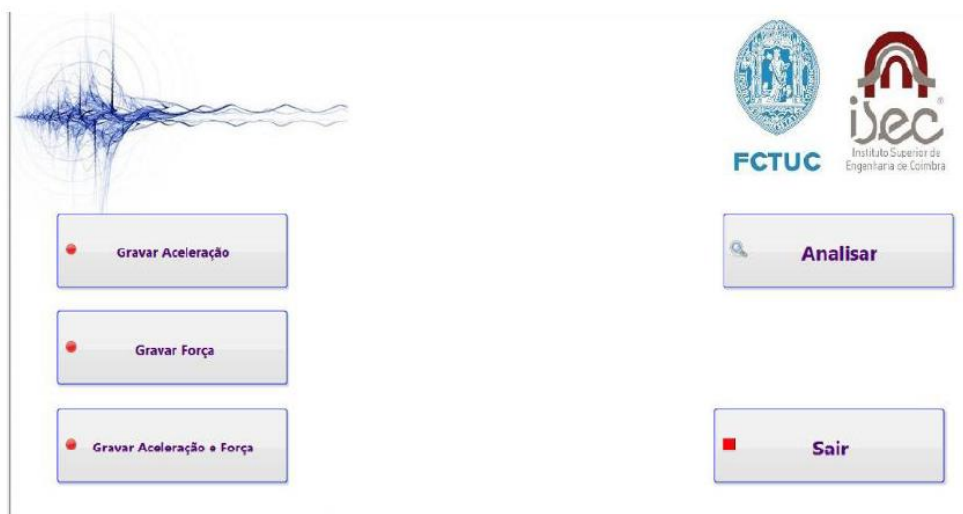 FCTUC
isec®
Instituto Superior de
Engenharia de Coimbra
Gravar Aceleração
Analisar
Gravar Força
Gravar Aceleração e Força
Sair